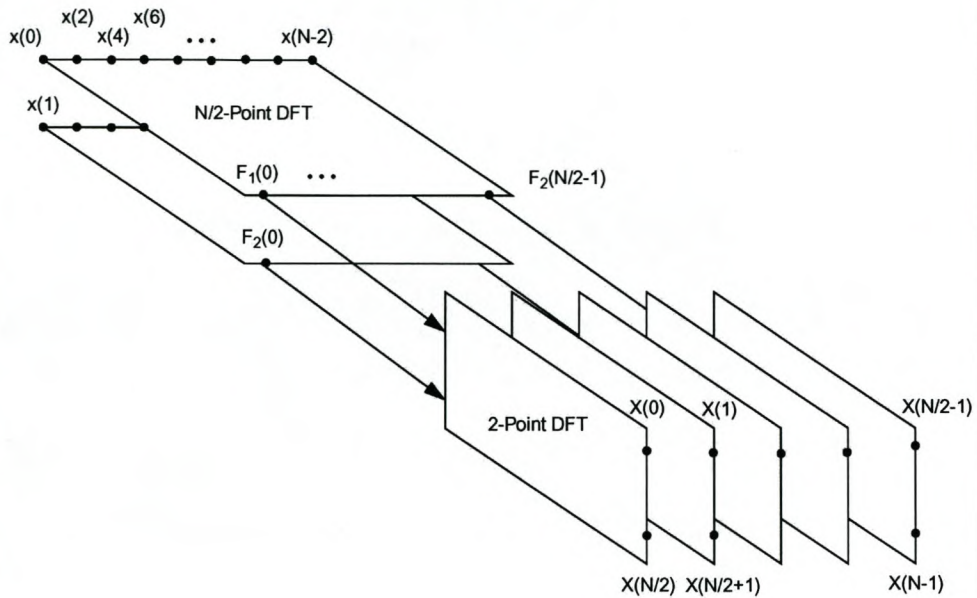 x(0) x(2) x(4) x(6) ... x(N-2)
x(1)
N/2-Point DFT
F₁(0) ... F₂(N/2-1)
F₂(0)
2-Point DFT
X(0) X(1) X(N/2-1)
X(N/2) X(N/2+1) X(N-1)